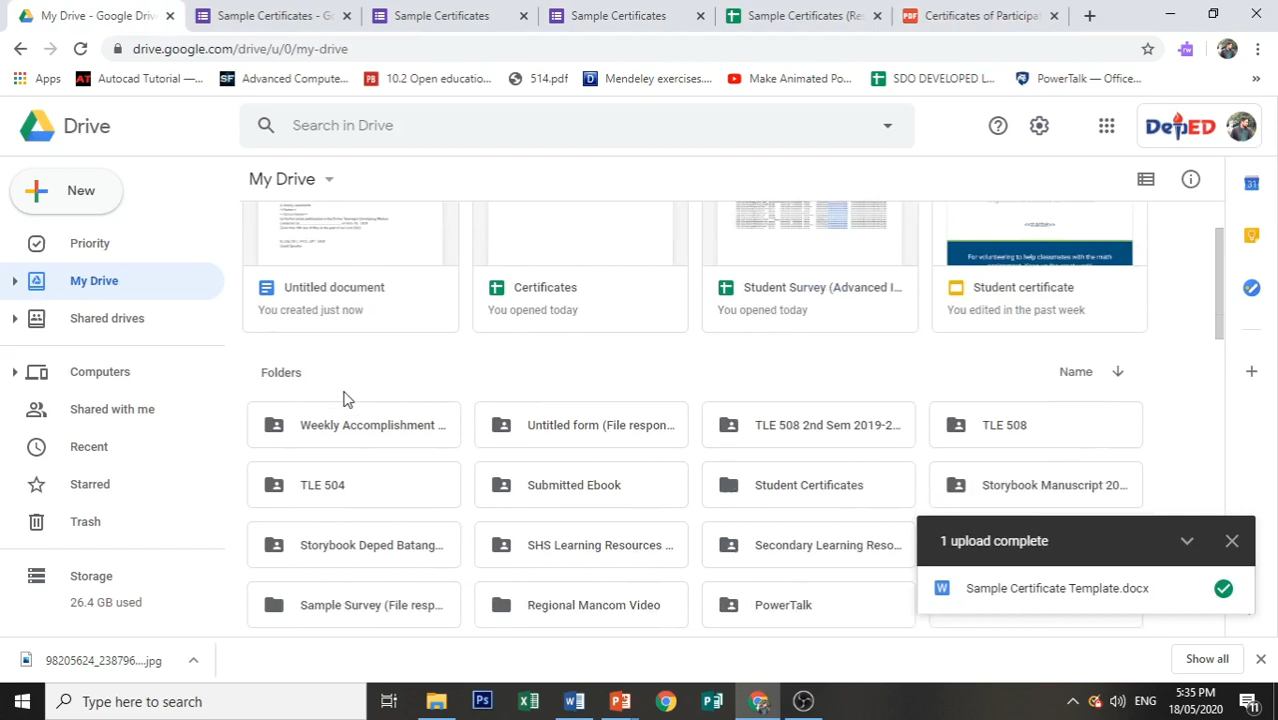 My Drive - Google Driv
Sample Certificates - Go
Sample Certificates
Sample Certificates
Sample Certificates (Res
Certificates of Participat
drive.google.com/drive/u/0/my-drive
Apps
Autocad Tutorial —...
Advanced Compute...
10.2 Open educatio...
514.pdf
Mendeley exercises....
Make Animated Po...
SDO DEVELOPED L...
PowerTalk — Office...
Drive
Search in Drive
DepED
New
My Drive
Priority
My Drive
Shared drives
Computers
Shared with me
Recent
Starred
Trash
Storage
26.4 GB used
For volunteering to help classmates with the math
Untitled document
You created just now
Certificates
You opened today
Student Survey (Advanced I...
You opened today
Student certificate
You edited in the past week
Folders
Name
Weekly Accomplishment ...
Untitled form (File respon...
TLE 508 2nd Sem 2019-2...
TLE 508
TLE 504
Submitted Ebook
Student Certificates
Storybook Manuscript 20...
Storybook Deped Batang...
SHS Learning Resources ...
Secondary Learning Reso...
Sample Survey (File resp...
Regional Mancom Video
PowerTalk
1 upload complete
Sample Certificate Template.docx
98205624_238796....jpg
Show all
Type here to search
ENG
5:35 PM
18/05/2020